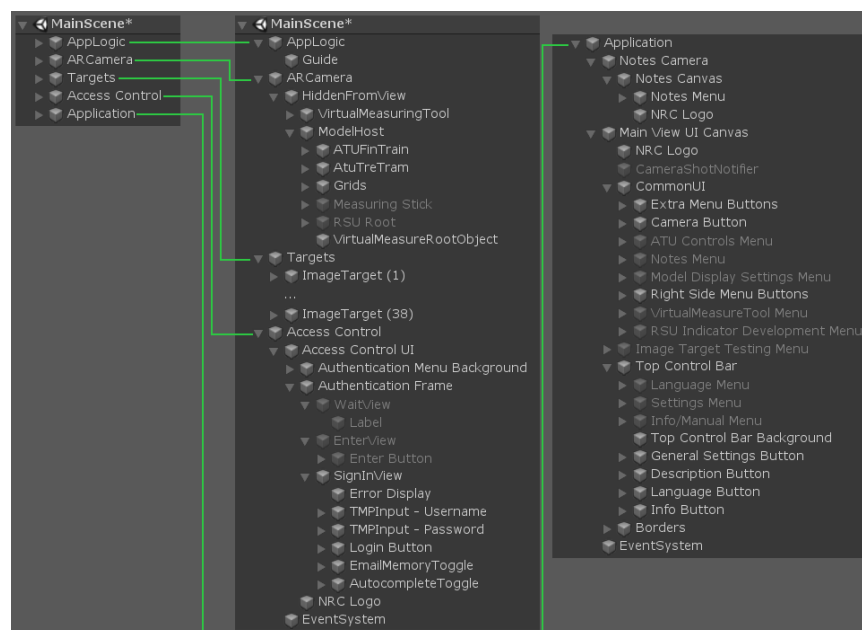 MainScene*
AppLogic
ARCamera
Targets
Access Control
Application
MainScene*
AppLogic
Guide
ARCamera
HiddenFromView
VirtualMeasuringTool
ModelHost
ATUFinTrain
AtuTreTram
Grids
Measuring Stick
RSU Root
VirtualMeasureRootObject
Targets
ImageTarget (1)
...
ImageTarget (38)
Access Control
Access Control UI
Authentication Menu Background
Authentication Frame
WaitView
Label
EnterView
Enter Button
SignInView
Error Display
TMPInput - Username
TMPInput - Password
Login Button
EmailMemoryToggle
AutocompleteToggle
NRC Logo
EventSystem
Application
Notes Camera
Notes Canvas
Notes Menu
NRC Logo
Main View UI Canvas
NRC Logo
CameraShotNotifier
CommonUI
Extra Menu Buttons
Camera Button
ATU Controls Menu
Notes Menu
Model Display Settings Menu
Right Side Menu Buttons
VirtualMeasureTool Menu
RSU Indicator Development Menu
Image Target Testing Menu
Top Control Bar
Language Menu
Settings Menu
Info/Manual Menu
Top Control Bar Background
General Settings Button
Description Button
Language Button
Info Button
Borders
EventSystem